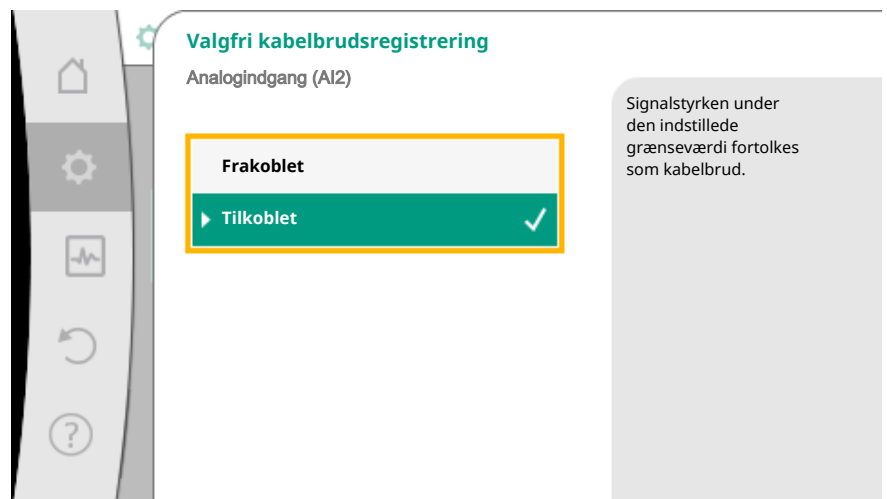 Valgfri kabelbrudsregistrering
Analogindgang (AI2)
Frakoblet
Tilkoblet
Signalstyrken under
den indstillede
grænseværdi fortolkes
som kabelbrud.